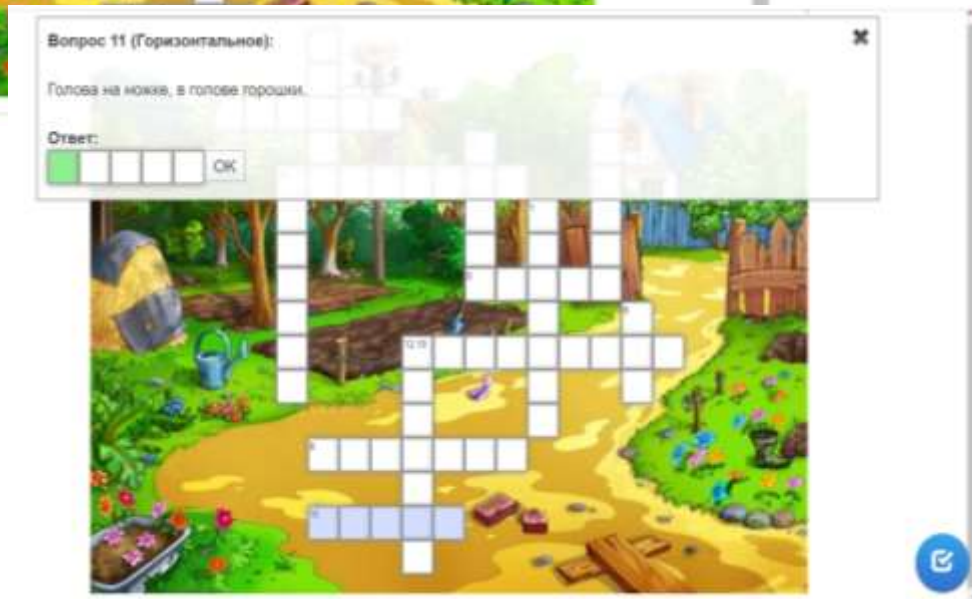 Вопрос 11 (Горизонтальное):
Голова на ножке, в голове горошки.
Ответ:
OK